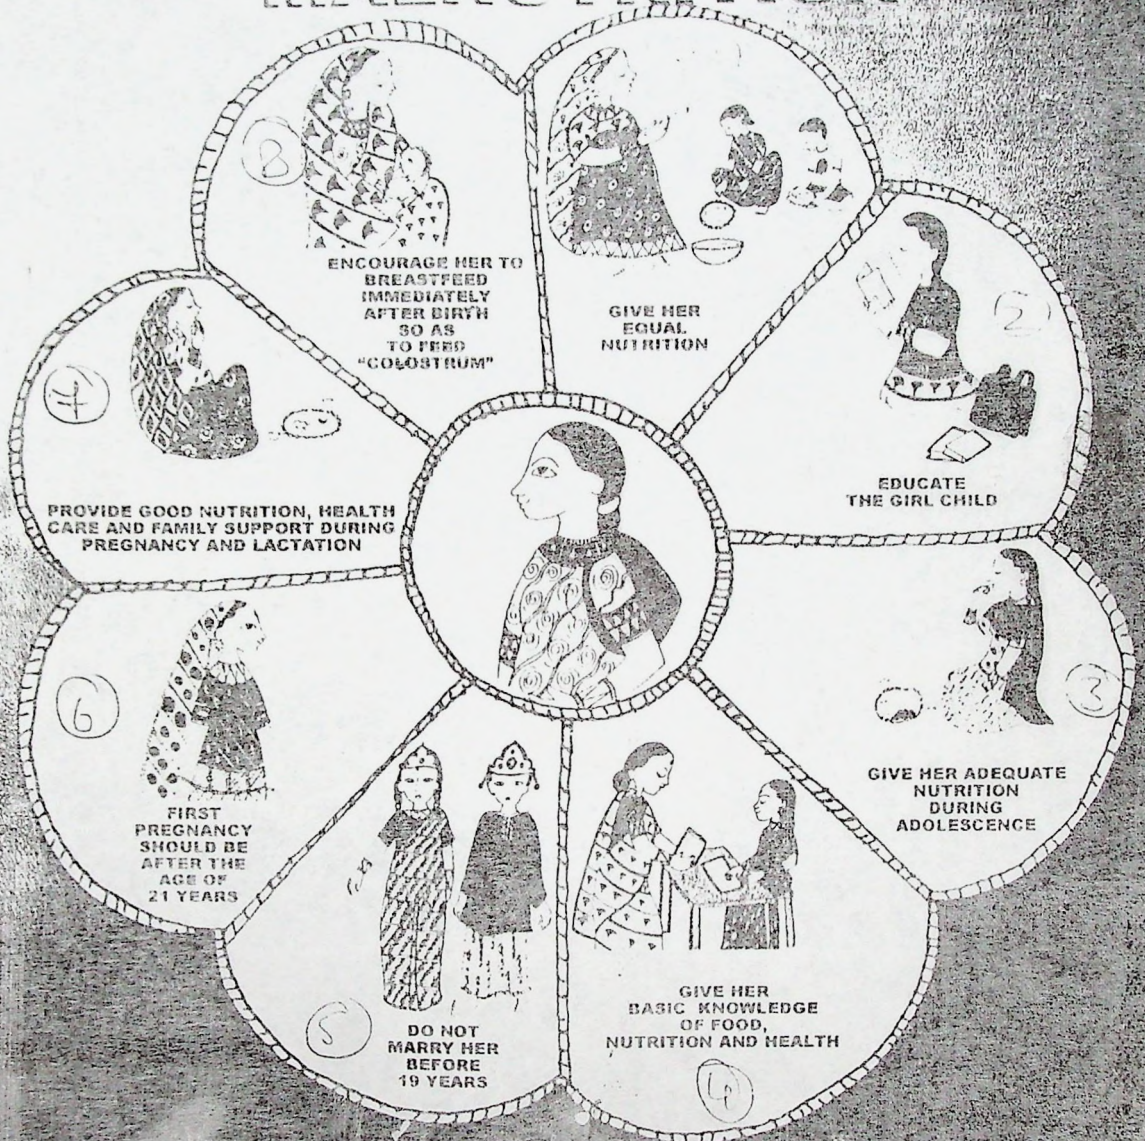 8
ENCOURAGE HER TO
BREASTFEED
IMMEDIATELY
AFTER BIRTH
SO AS
TO FEED
"COLOSTRUM"
GIVE HER
EQUAL
NUTRITION
2
EDUCATE
THE GIRL CHILD
3
GIVE HER ADEQUATE
NUTRITION
DURING
ADOLESCENCE
GIVE HER
BASIC KNOWLEDGE
OF FOOD,
NUTRITION AND HEALTH
5
DO NOT
MARRY HER
BEFORE
19 YEARS
6
FIRST
PREGNANCY
SHOULD BE
AFTER THE
AGE OF
21 YEARS
7
PROVIDE GOOD NUTRITION, HEALTH
CARE AND FAMILY SUPPORT DURING
PREGNANCY AND LACTATION